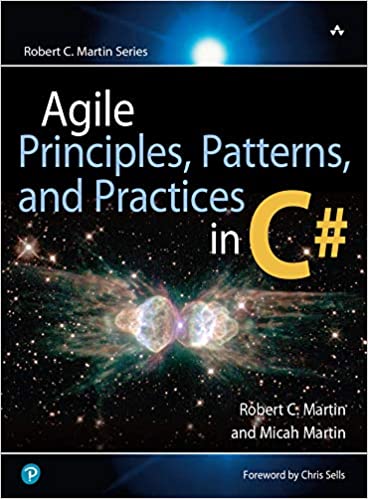 Robert C. Martin Series
Agile
Principles, Patterns,
and Practices
in C#
Robert C. Martin
and Micah Martin
Foreword by Chris Sells
P